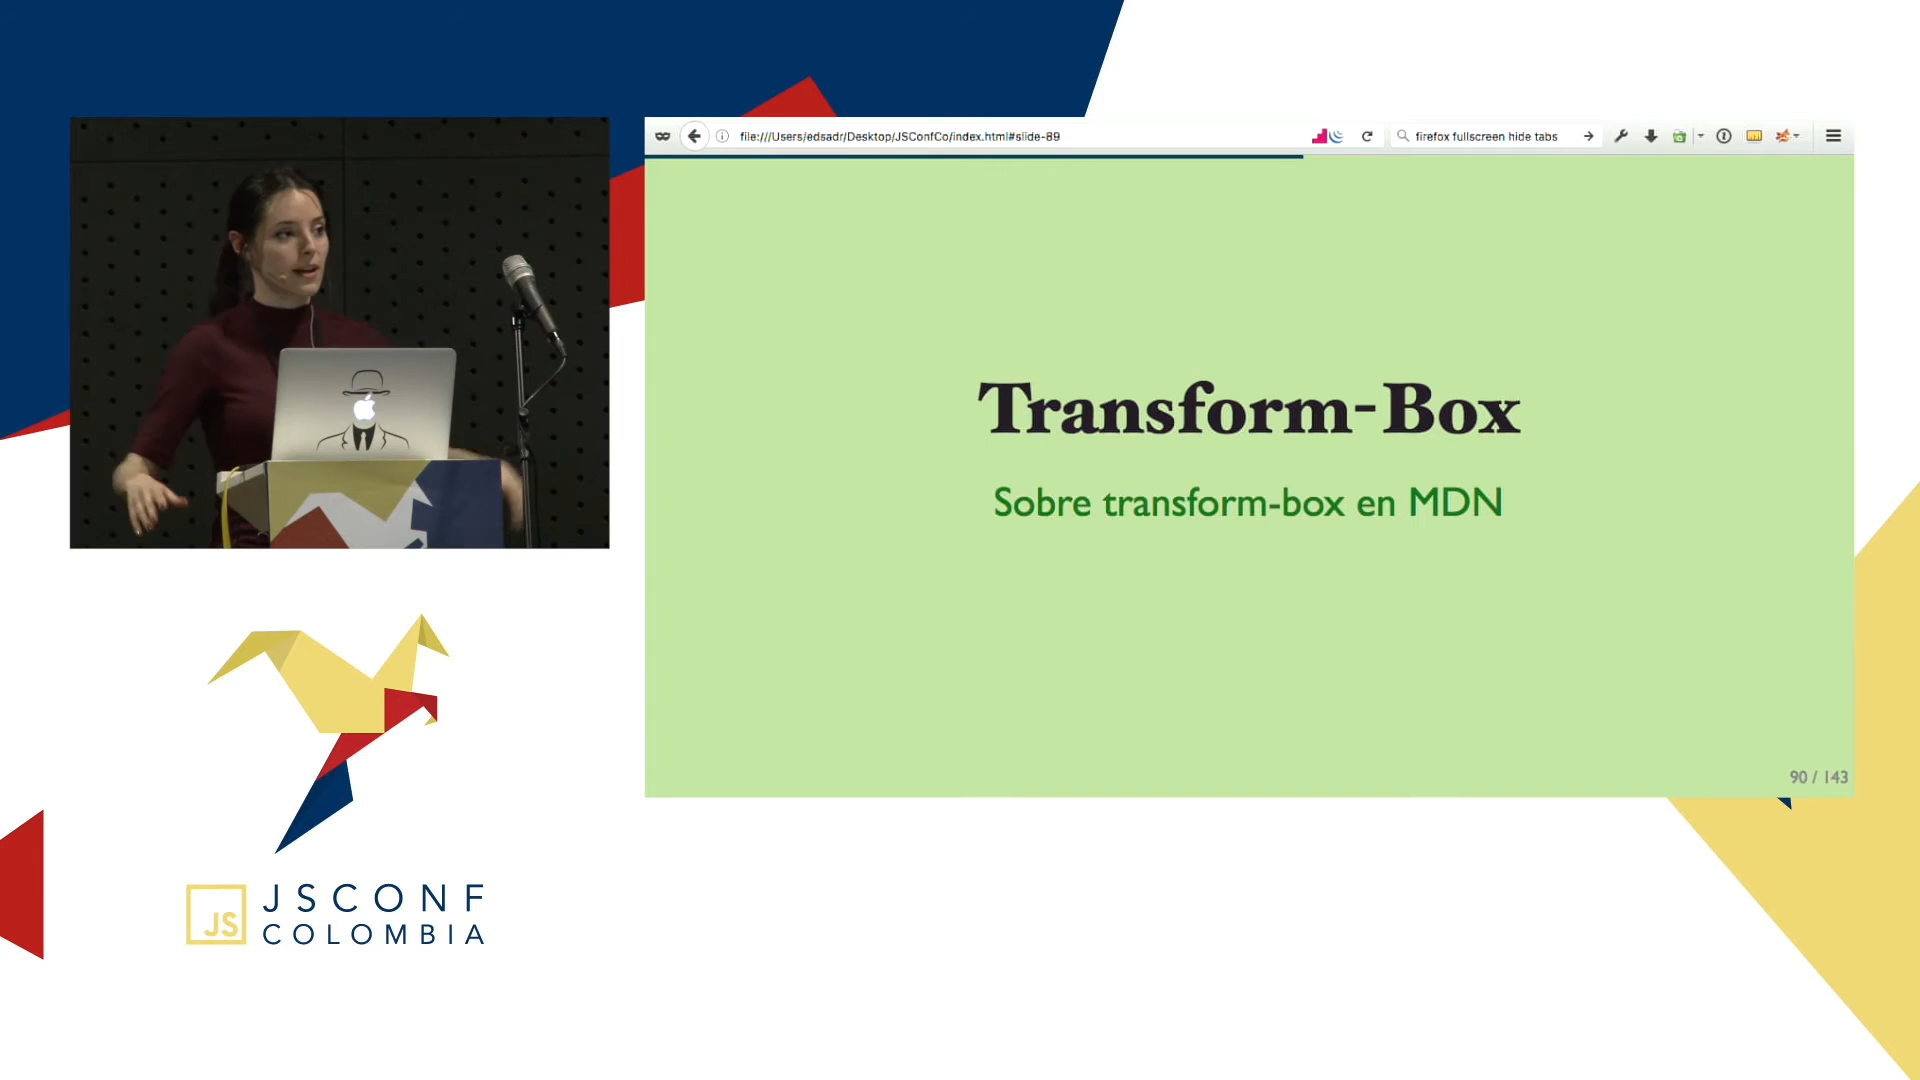 file:///Users/edsadr/Desktop/JSConfCo/index.html#slide-89
firefox fullscreen hide tabs
Transform-Box
Sobre transform-box en MDN
90 / 143
JS
JSCONF
COLOMBIA